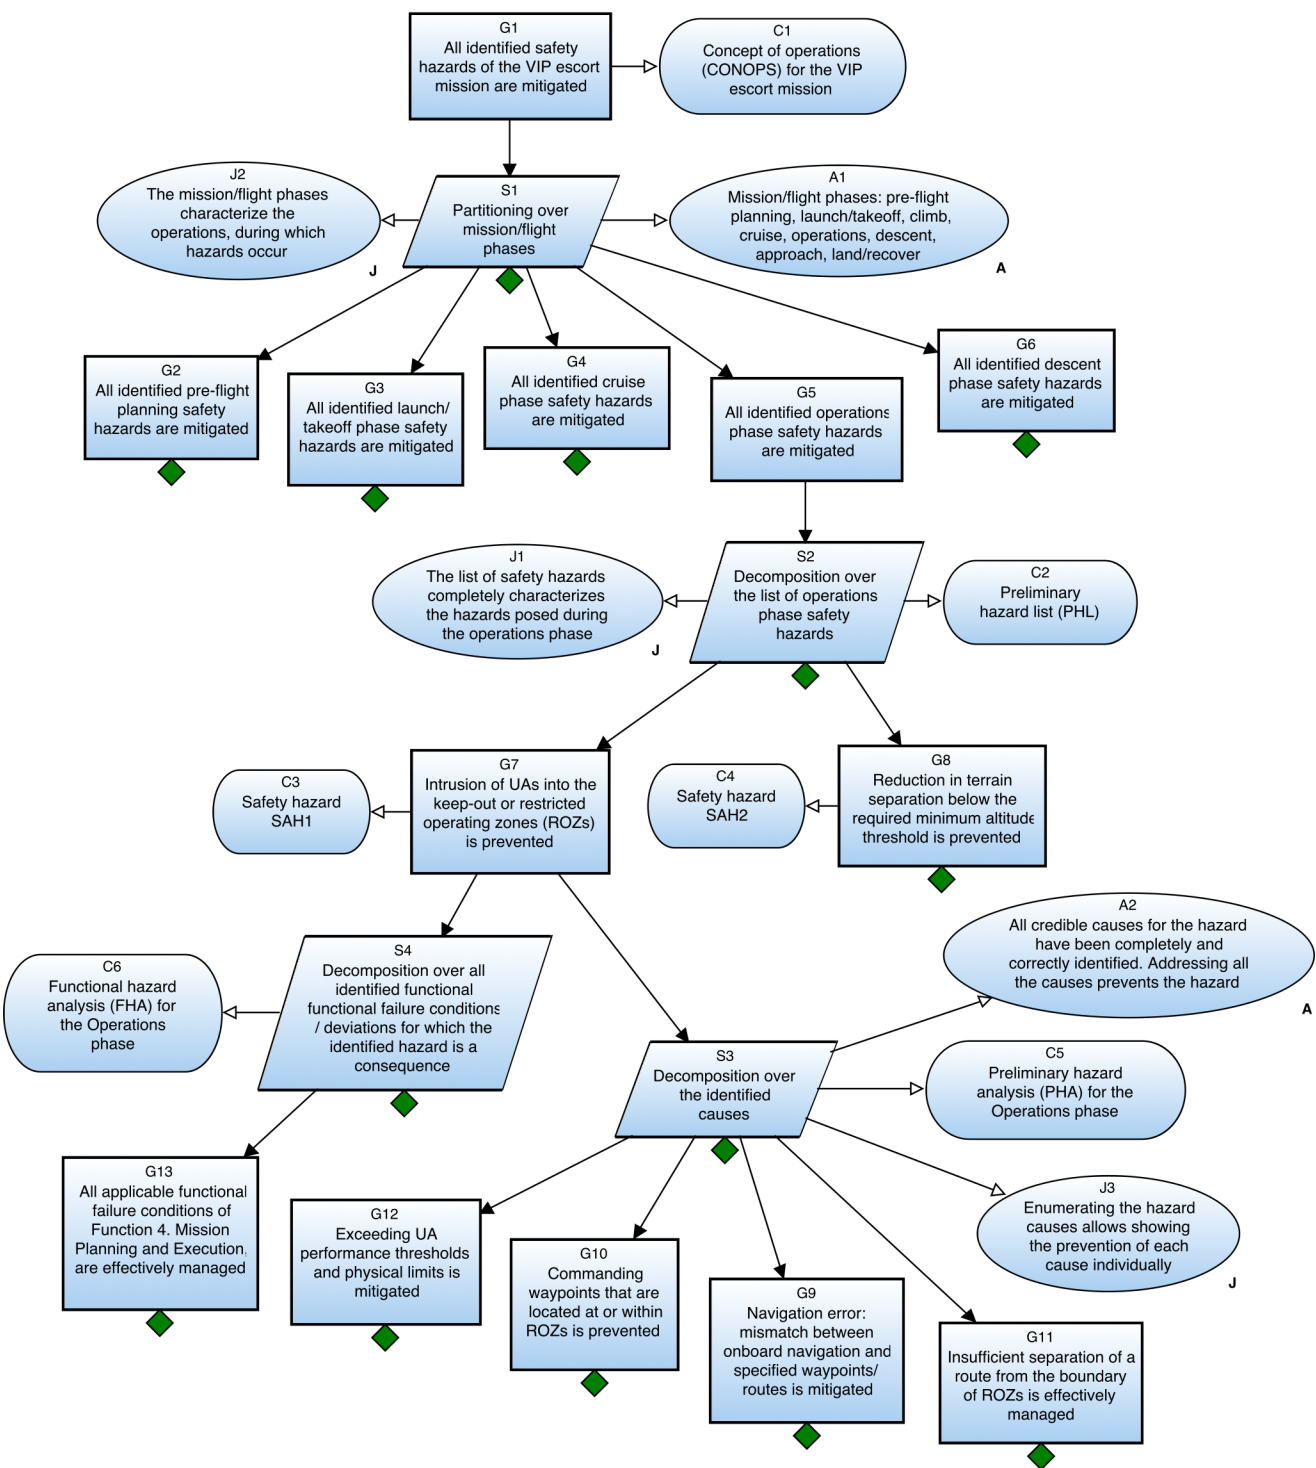 G1
All identified safety
hazards of the VIP escort
mission are mitigated
C1
Concept of operations
(CONOPS) for the VIP
escort mission
J2
The mission/flight phases
characterize the
operations, during which
hazards occur
J
S1
Partitioning over
mission/flight
phases
A1
Mission/flight phases: pre-flight
planning, launch/takeoff, climb,
cruise, operations, descent,
approach, land/recover
A
G2
All identified pre-flight
planning safety
hazards are mitigated
G3
All identified launch/
takeoff phase safety
hazards are mitigated
G4
All identified cruise
phase safety hazards
are mitigated
G5
All identified operations
phase safety hazards
are mitigated
G6
All identified descent
phase safety hazards
are mitigated
J1
The list of safety hazards
completely characterizes
the hazards posed during
the operations phase
J
S2
Decomposition over
the list of operations
phase safety
hazards
C2
Preliminary
hazard list (PHL)
C3
Safety hazard
SAH1
G7
Intrusion of UAs into the
keep-out or restricted
operating zones (ROZs)
is prevented
C4
Safety hazard
SAH2
G8
Reduction in terrain
separation below the
required minimum altitude
threshold is prevented
C6
Functional hazard
analysis (FHA) for
the Operations
phase
S4
Decomposition over all
identified functional
functional failure conditions
/ deviations for which the
identified hazard is a
consequence
A2
All credible causes for the hazard
have been completely and
correctly identified. Addressing all
the causes prevents the hazard
A
S3
Decomposition over
the identified
causes
C5
Preliminary hazard
analysis (PHA) for the
Operations phase
J3
Enumerating the hazard
causes allows showing
the prevention of each
cause individually
J
G13
All applicable functional
failure conditions of
Function 4. Mission
Planning and Execution,
are effectively managed
G12
Exceeding UA
performance thresholds
and physical limits is
mitigated
G10
Commanding
waypoints that are
located at or within
ROZs is prevented
G9
Navigation error:
mismatch between
onboard navigation and
specified waypoints/
routes is mitigated
G11
Insufficient separation of a
route from the boundary
of ROZs is effectively
managed